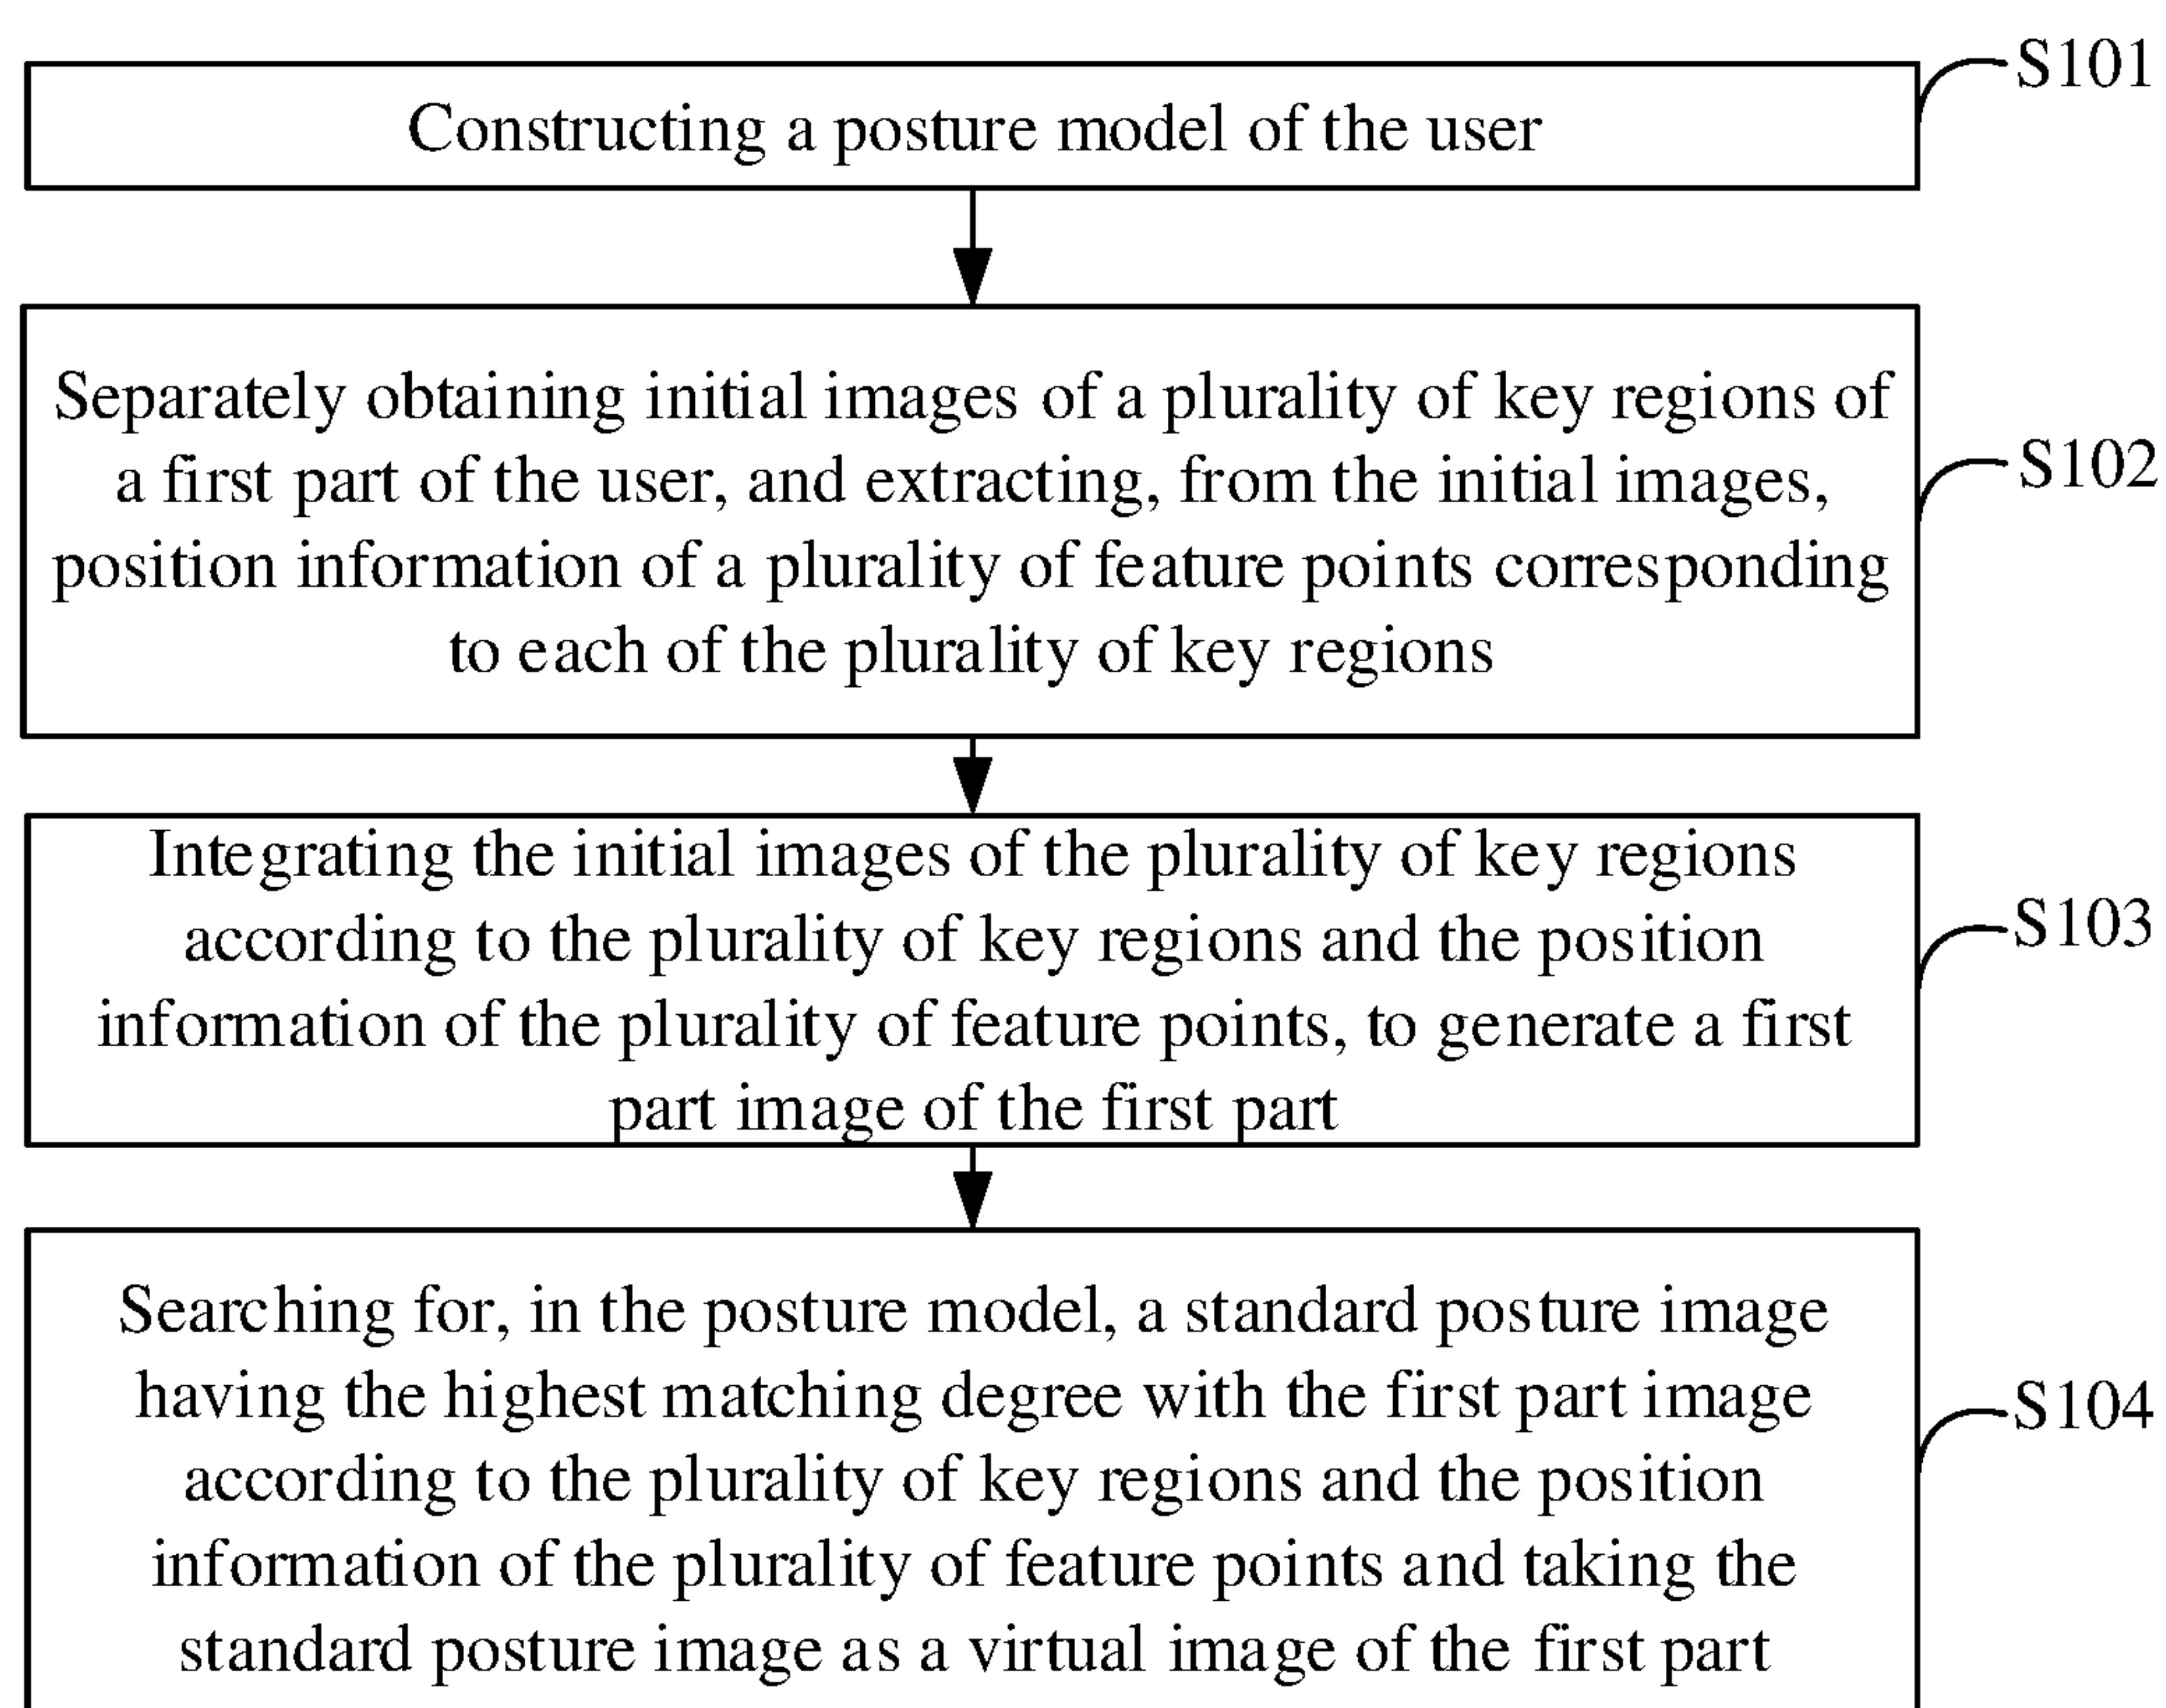 S101
Constructing a posture model of the user
Separately obtaining initial images of a plurality of key regions of
a first part of the user, and extracting, from the initial images,
position information of a plurality of feature points corresponding
to each of the plurality of key regions
S102
Integrating the initial images of the plurality of key regions
according to the plurality of key regions and the position
information of the plurality of feature points, to generate a first
part image of the first part
S103
Searching for, in the posture model, a standard posture image
having the highest matching degree with the first part image
according to the plurality of key regions and the position
information of the plurality of feature points and taking the
standard posture image as a virtual image of the first part
S104